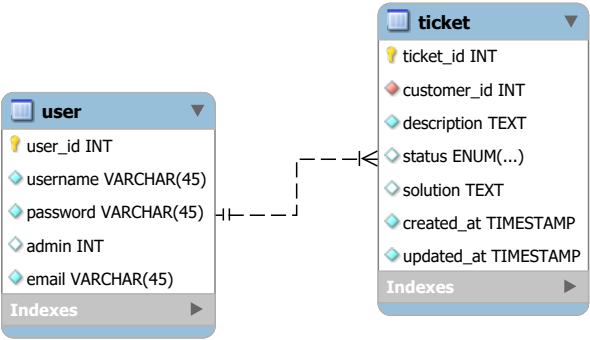 user
user_id INT
username VARCHAR(45)
password VARCHAR(45)
admin INT
email VARCHAR(45)
Indexes
ticket
ticket_id INT
customer_id INT
description TEXT
status ENUM(...)
solution TEXT
created_at TIMESTAMP
updated_at TIMESTAMP
Indexes